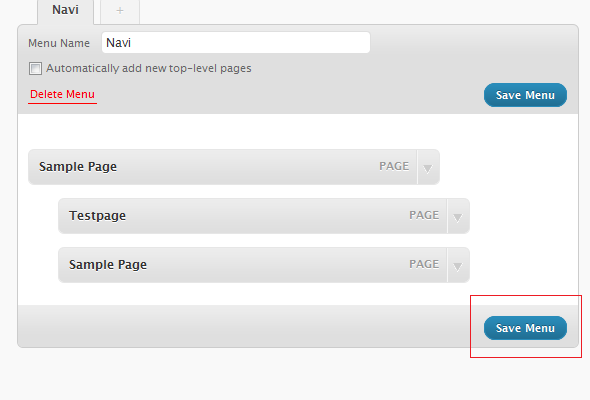 Navi +
Menu Name Navi
Automatically add new top-level pages
Delete Menu Save Menu
Sample Page PAGE
Testpage PAGE
Sample Page PAGE
Save Menu